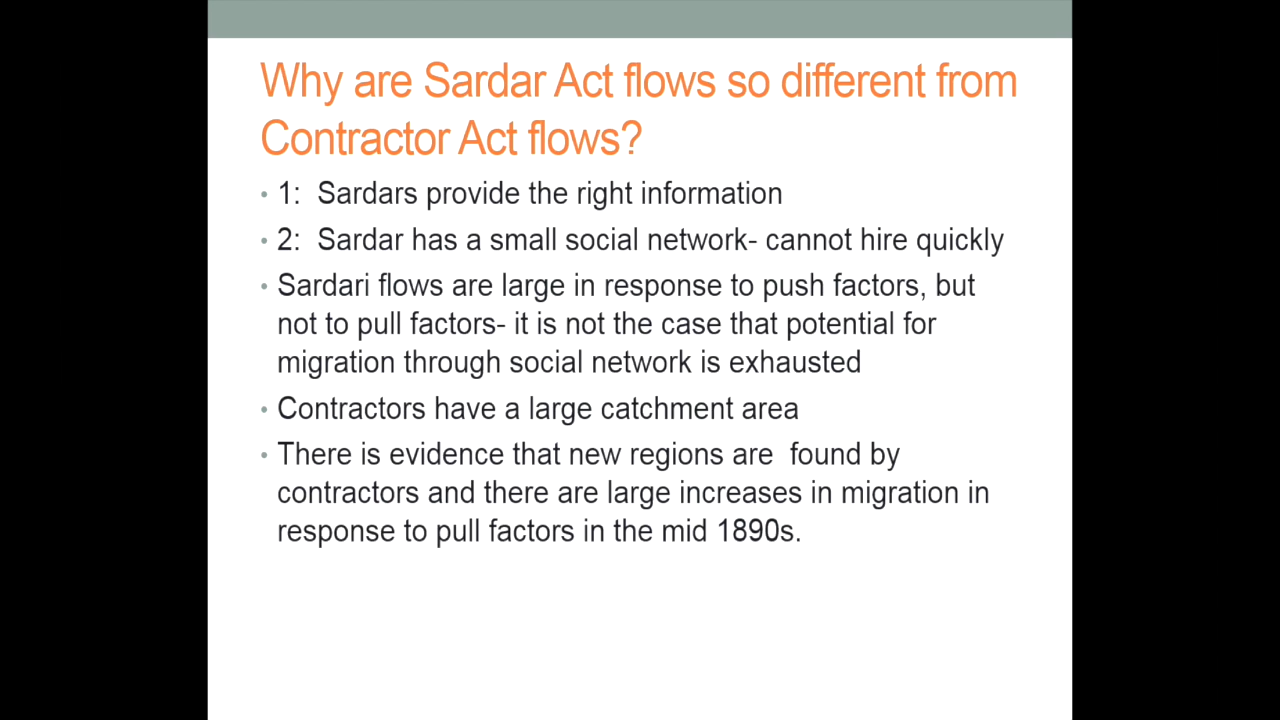 Why are Sardar Act flows so different from
Contractor Act flows?
• 1: Sardars provide the right information
• 2: Sardar has a small social network- cannot hire quickly
• Sardari flows are large in response to push factors, but
not to pull factors- it is not the case that potential for
migration through social network is exhausted
• Contractors have a large catchment area
• There is evidence that new regions are  found by
contractors and there are large increases in migration in
response to pull factors in the mid 1890s.